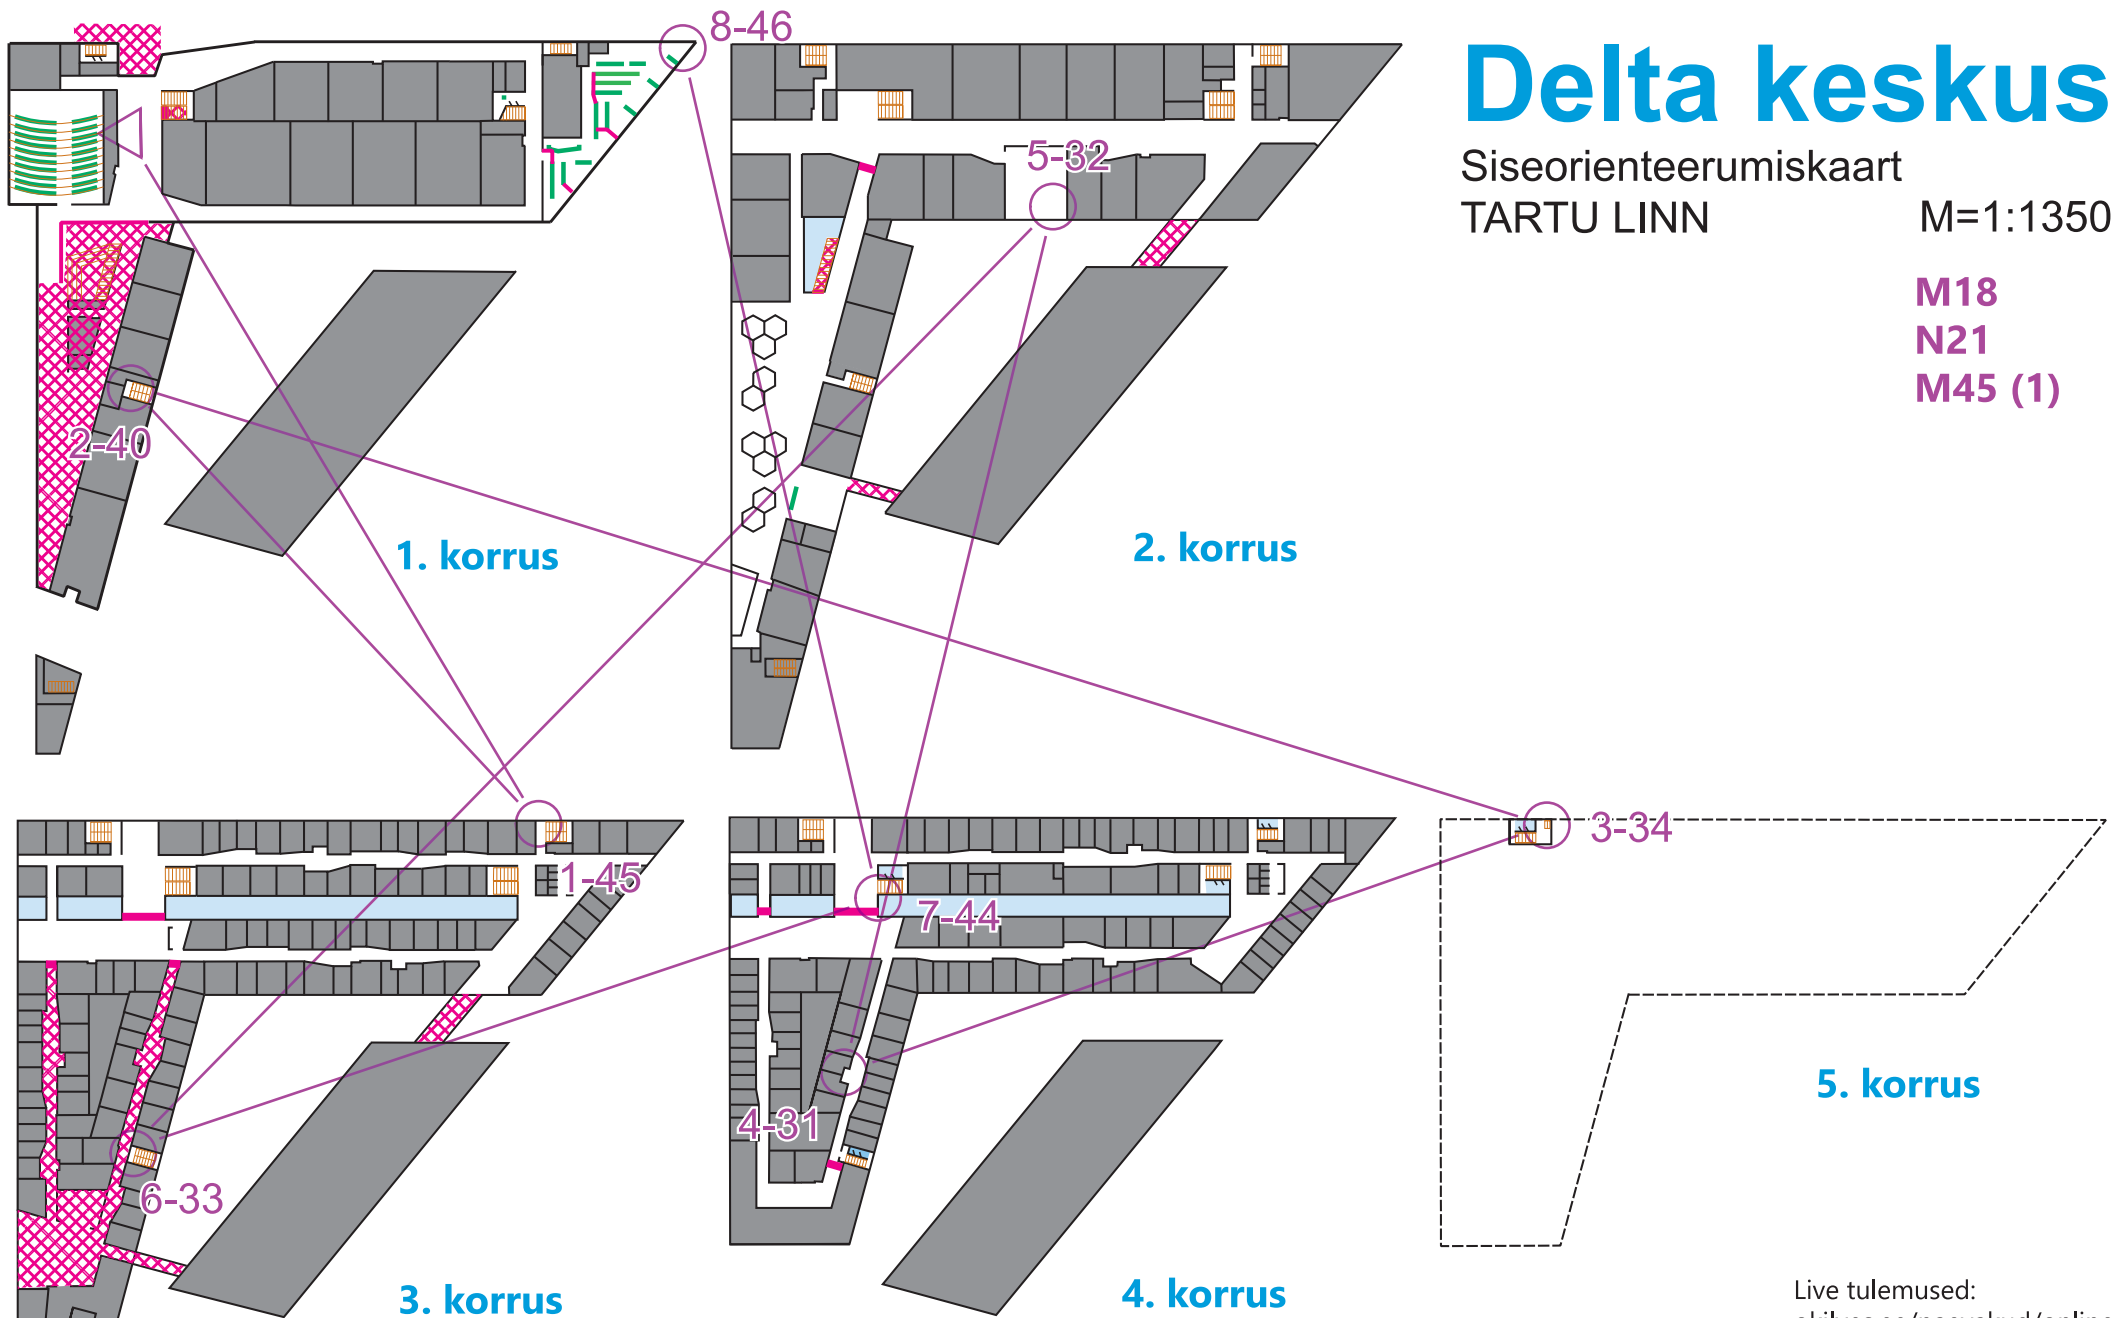 8-46
Delta keskus
Siseorienteerumiskaart
TARTU LINN M=1:1350
5-32
M18
N21
M45 (1)
2-40
1. korrus
2. korrus
3-34
1-45
7-44
4-31
5. korrus
6-33
3. korrus
4. korrus
Live tulemused: